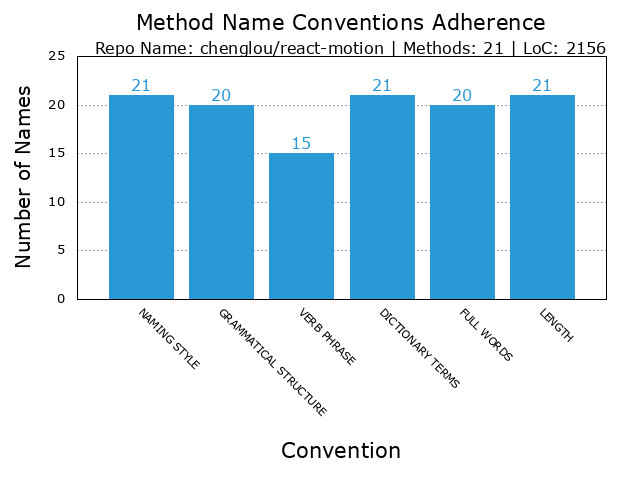 Method Name Conventions Adherence
Repo Name: chenglou/react-motion | Methods: 21 | LoC: 2156
Number of Names
25
20
15
10
5
0
21
20
15
21
20
21
NAMING STYLE
GRAMMATICAL STRUCTURE
VERB PHRASE
DICTIONARY TERMS
FULL WORDS
LENGTH
Convention